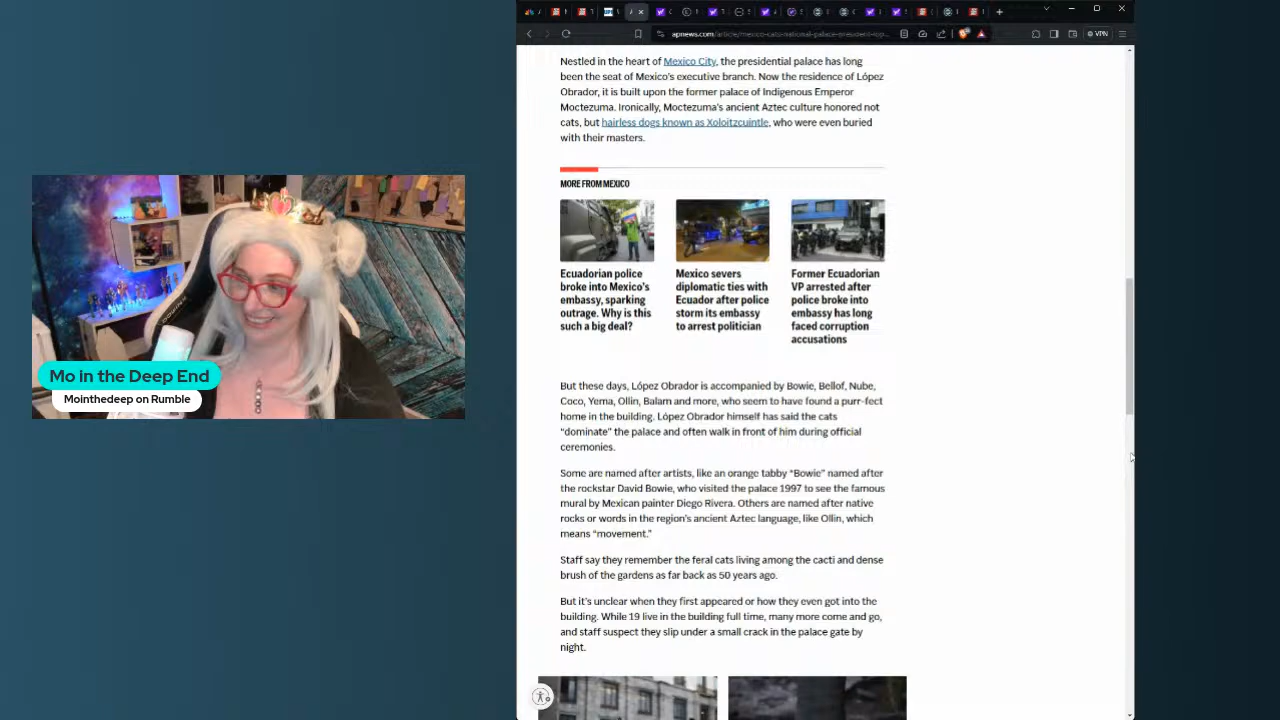 apnews.com/article/mexico-cats-national-palace-president-rop...
VPN
Nestled in the heart of Mexico City, the presidential palace has long
been the seat of Mexico's executive branch. Now the residence of López
Obrador, it is built upon the former palace of Indigenous Emperor
Moctezuma. Ironically, Moctezuma's ancient Aztec culture honored not
cats, but hairless dogs known as Xoloitzcuintle, who were even buried
with their masters.
MORE FROM MEXICO
Ecuadorian police
broke into Mexico's
embassy, sparking
outrage. Why is this
such a big deal?
Mexico severs
diplomatic ties with
Ecuador after police
storm its embassy
to arrest politician
Former Ecuadorian
VP arrested after
police broke into
embassy has long
faced corruption
accusations
Mo in the Deep End
Mointhedeep on Rumble
But these days, López Obrador is accompanied by Bowie, Bellof, Nube,
Coco, Yema, Ollin, Balam and more, who seem to have found a purr-fect
home in the building. López Obrador himself has said the cats
“dominate” the palace and often walk in front of him during official
ceremonies.
Some are named after artists, like an orange tabby “Bowie” named after
the rockstar David Bowie, who visited the palace 1997 to see the famous
mural by Mexican painter Diego Rivera. Others are named after native
rocks or words in the region's ancient Aztec language, like Ollin, which
means “movement.”
Staff say they remember the feral cats living among the cacti and dense
brush of the gardens as far back as 50 years ago.
But it's unclear when they first appeared or how they even got into the
building. While 19 live in the building full time, many more come and go,
and staff suspect they slip under a small crack in the palace gate by
night.